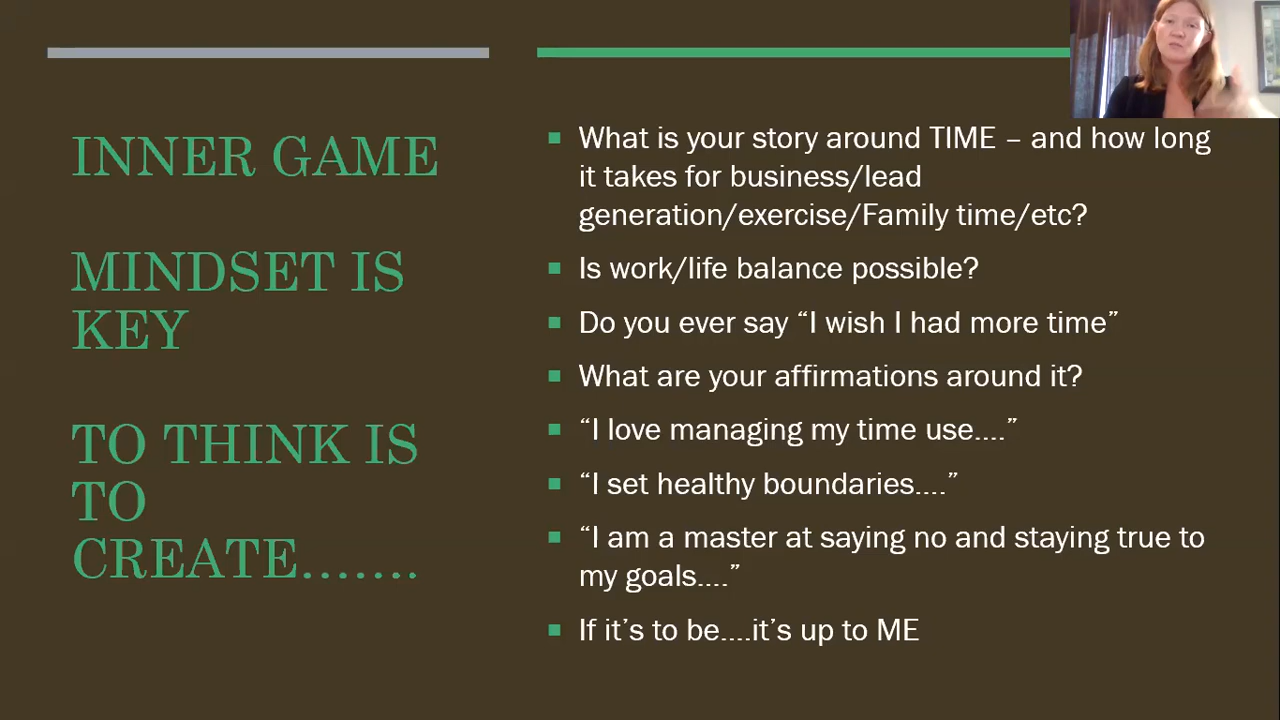 INNER GAME
MINDSET IS
KEY
TO THINK IS
TO
CREATE.......
What is your story around TIME – and how long
it takes for business/lead
generation/exercise/Family time/etc?
Is work/life balance possible?
Do you ever say “I wish I had more time”
What are your affirmations around it?
“I love managing my time use....”
“I set healthy boundaries....”
“I am a master at saying no and staying true to
my goals....”
If it’s to be....it’s up to ME